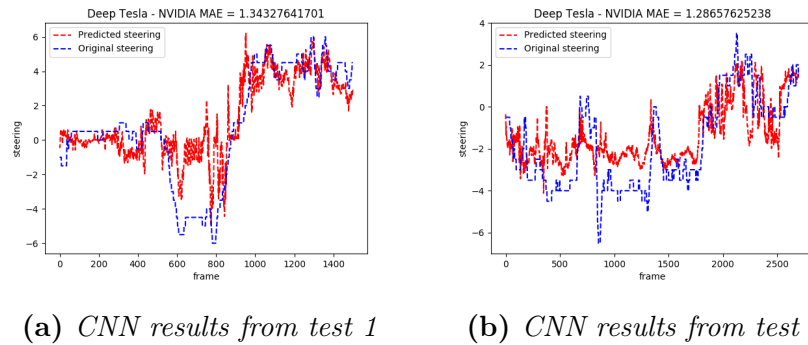 Deep Tesla - NVIDIA MAE = 1.34327641701
Predicted steering
Original steering
6
4
2
0
−2
−4
−6
steering
0 200 400 600 800 1000 1200 1400
frame
(a) CNN results from test 1
Deep Tesla - NVIDIA MAE = 1.28657625238
Predicted steering
Original steering
4
2
0
−2
−4
−6
steering
0 500 1000 1500 2000 2500
frame
(b) CNN results from test